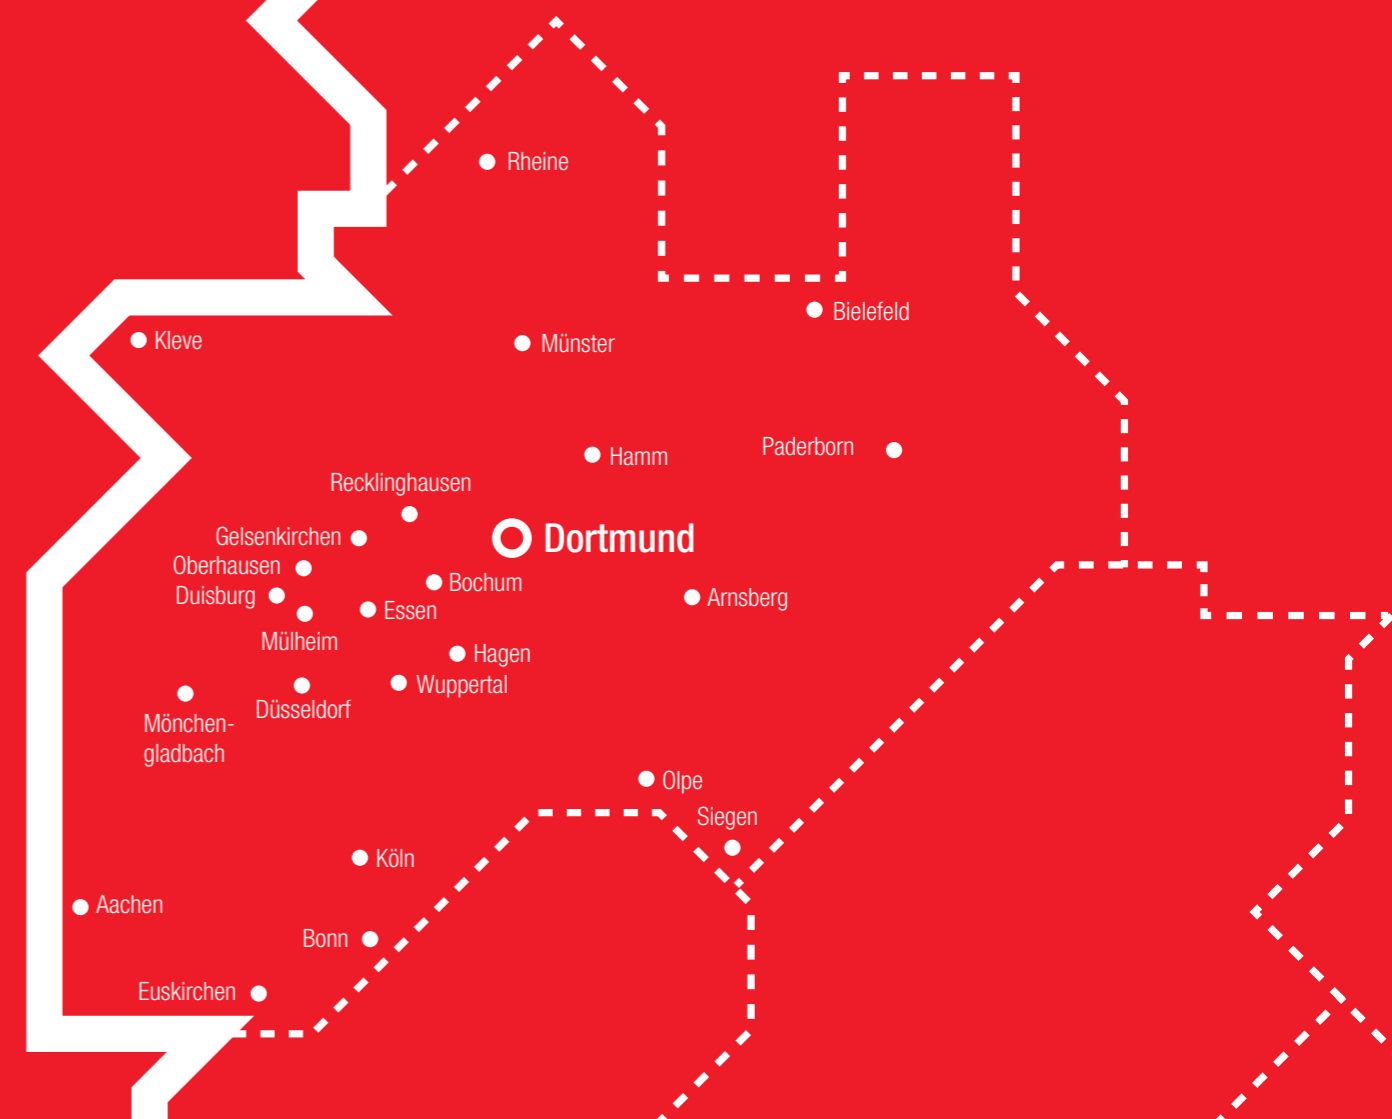 Rheine
Bielefeld
Kleve
Münster
Paderborn
Hamm
Recklinghausen
Gelsenkirchen
Dortmund
Oberhausen
Bochum
Duisburg
Essen
Arnsberg
Mülheim
Hagen
Wuppertal
Düsseldorf
Mönchen-
gladbach
Olpe
Siegen
Köln
Aachen
Bonn
Euskirchen